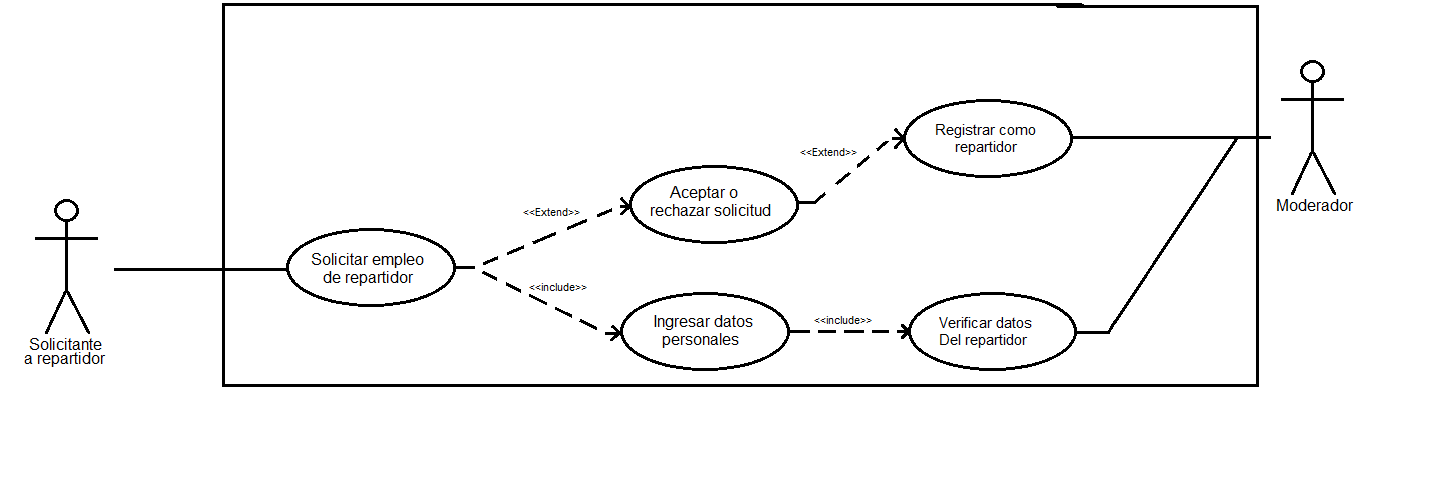 Solicitante
a repartidor
Solicitar empleo
de repartidor
<<Extend>>
<<include>>
Aceptar o
rechazar solicitud
Ingresar datos
personales
<<Extend>>
<<include>>
Registrar como
repartidor
Verificar datos
Del repartidor
Moderador